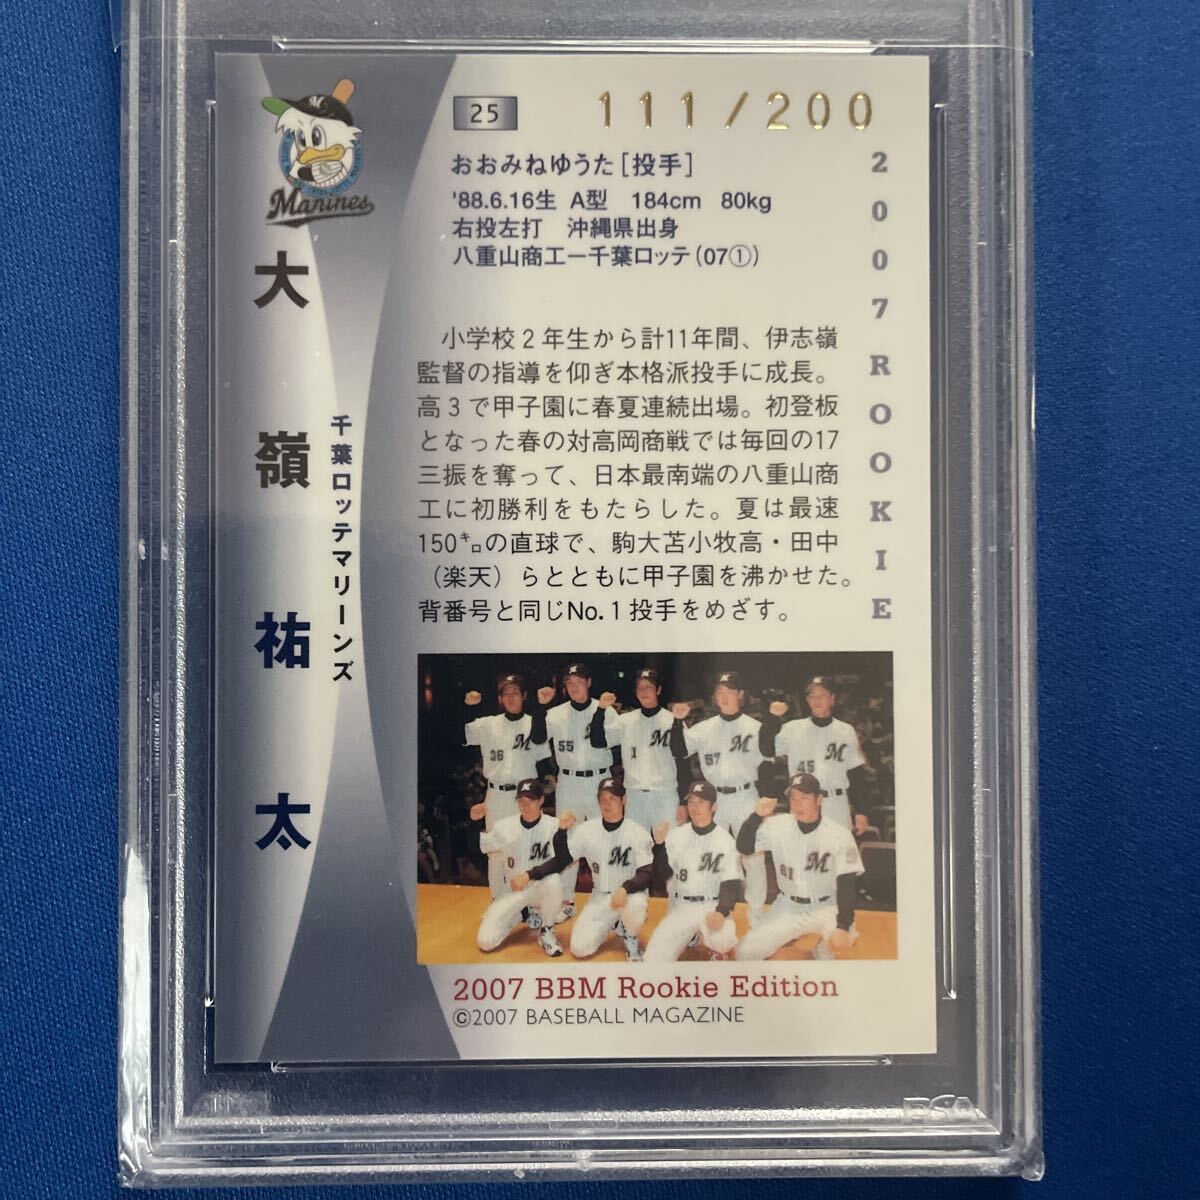 25
111/200
おおみねゆうた［投手］
'88.6.16生 A型 184cm 80kg
右投左打 沖縄県出身
八重山商工ー千葉ロッテ(07①)
小学校２年生から計11年間、伊志嶺
監督の指導を仰ぎ本格派投手に成長。
高３で甲子園に春夏連続出場。初登板
となった春の対高岡商戦では毎回の17
三振を奪って、日本最南端の八重山商
工に初勝利をもたらした。夏は最速
150㌔の直球で、駒大苫小牧高・田中
（楽天）らとともに甲子園を沸かせた。
背番号と同じNo.１投手をめざす。
2007 ROOKIE
Marines
大嶺祐太
千葉ロッテマリーンズ
M
36
M
55
1
M
57
M
45
M
M
M
M
61
2007 BBM Rookie Edition
©2007 BASEBALL MAGAZINE
PSA